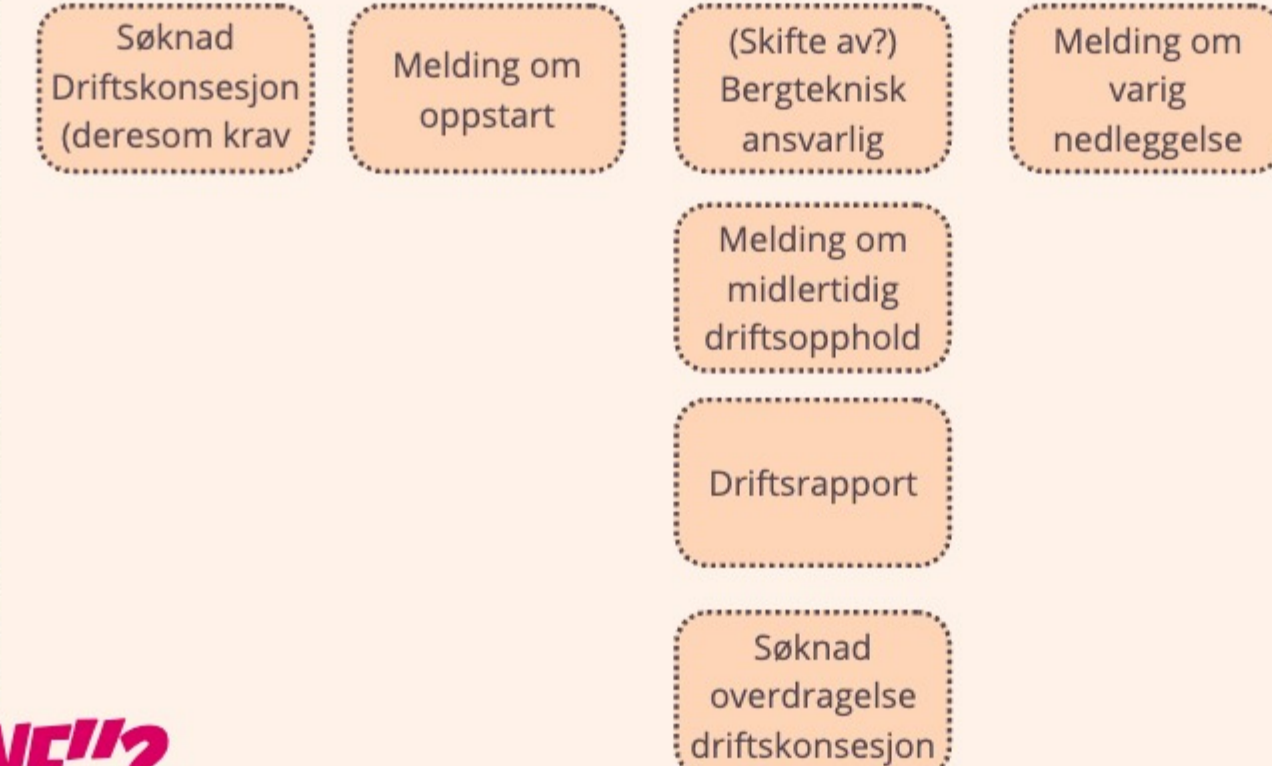 Søknad
Driftskonsesjon
(deresom krav
Melding om
oppstart
(Skifte av?)
Bergteknisk
ansvarlig
Melding om
varig
nedleggelse
Melding om
midlertidig
driftsopphold
Driftsrapport
Søknad
overdragelse
driftskonsesjon